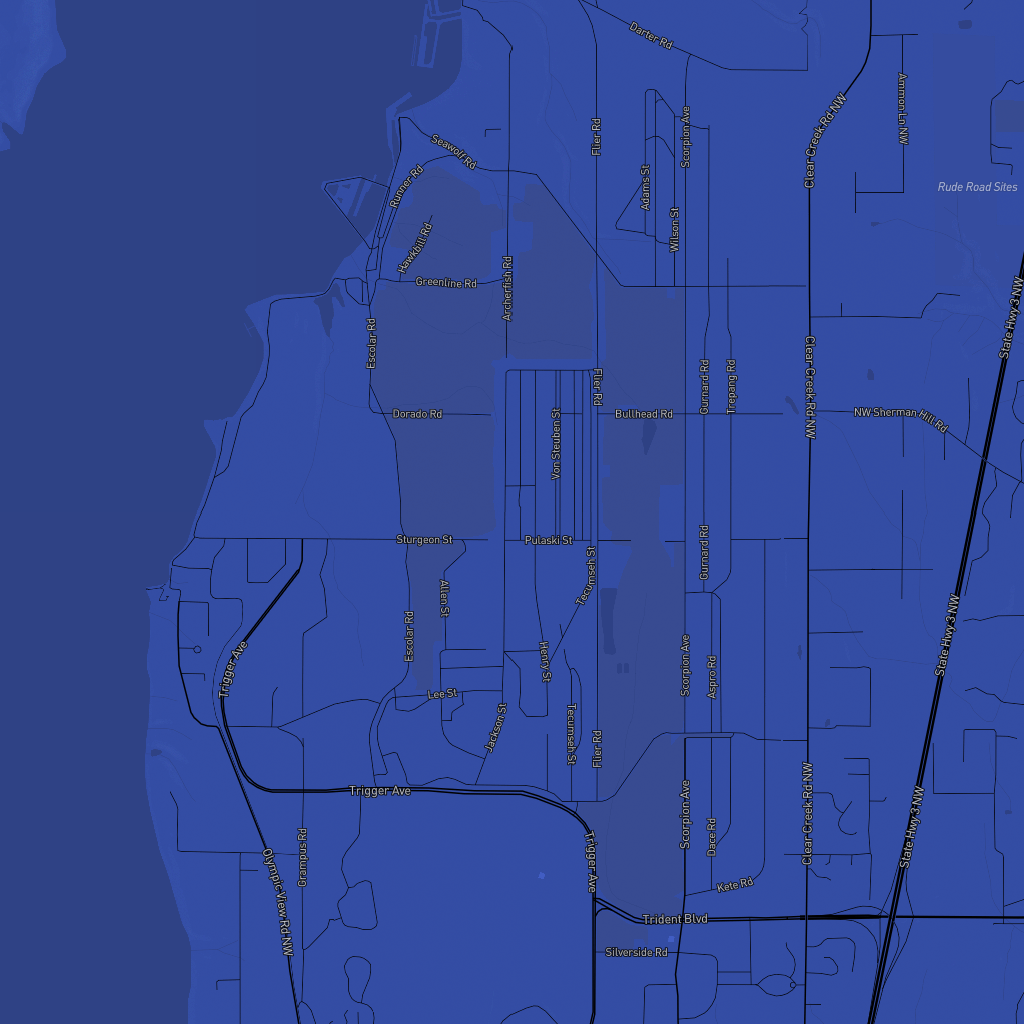 Darter Rd
Clear Creek Rd NW
Ammon Ln NW
Flier Rd
Scorpion Ave
Seawolf Rd
Runner Rd
Adams St
Rude Road Sites
Wilson St
Hawkbill Rd
Greenline Rd
Archerfish Rd
State Hwy 3 NW
Escolar Rd
Flier Rd
Gurnard Rd
Trepang Rd
Clear Creek Rd NW
Dorado Rd
Von Steuben St
Bullhead Rd
NW Sherman Hill Rd
Sturgeon St
Pulaski St
Gurnard Rd
Tecumseh St
Allen St
Escolar Rd
State Hwy 3 NW
Trigger Ave
Henry St
Scorpion Ave
Aspro Rd
Lee St
Jackson St
Tecumseh St
Flier Rd
Trigger Ave
Clear Creek Rd NW
State Hwy 3 NW
Scorpion Ave
Dace Rd
Grampus Rd
Trigger Ave
Olympic View Rd NW
Kete Rd
Trident Blvd
Silverside Rd